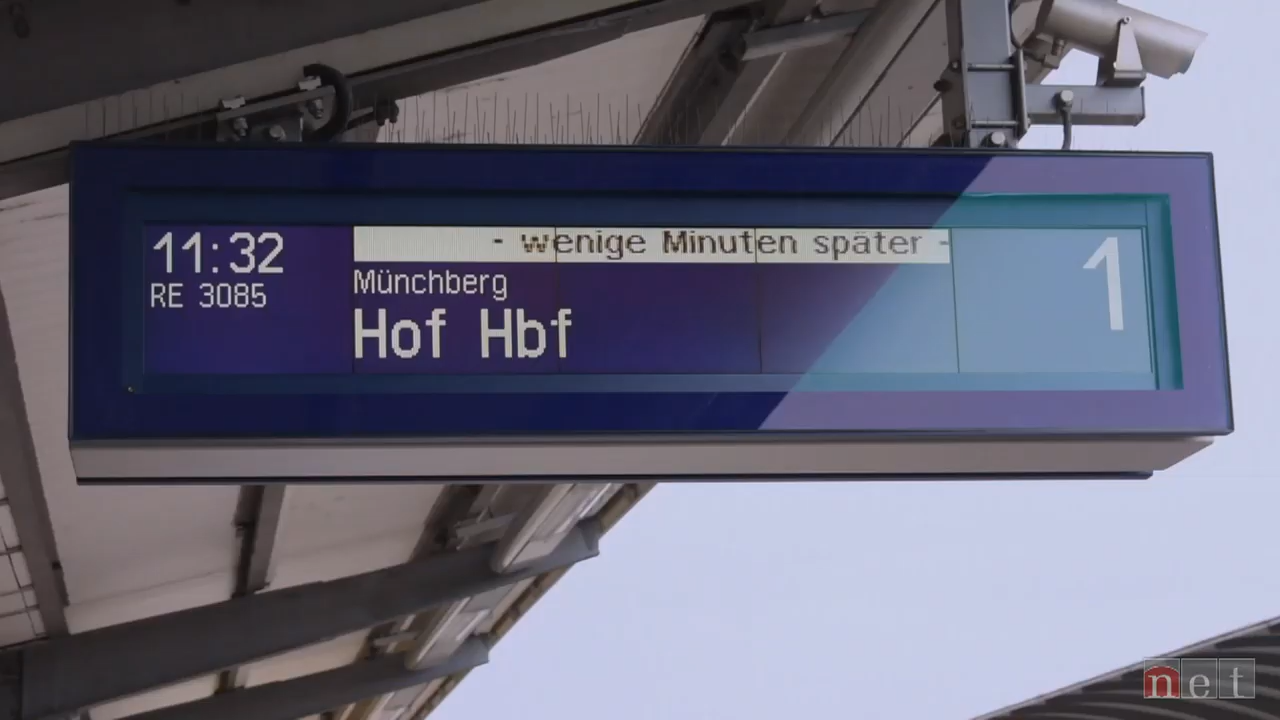 11:32
- wenige Minuten später -
1
RE 3085
Münchberg
Hof Hbf
net